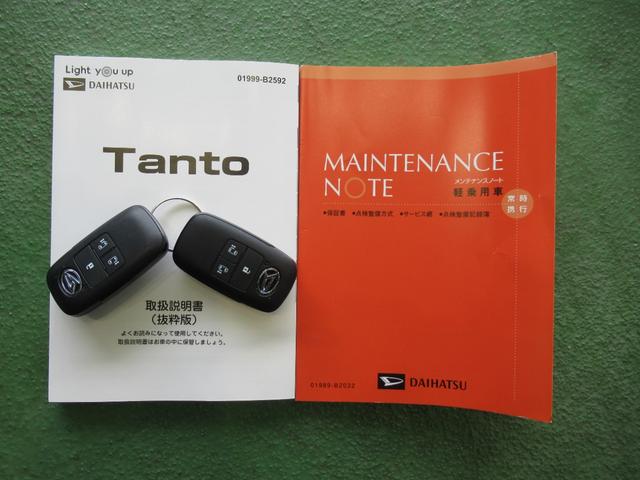 Light you up
DAIHATSU
01999-B2592
Tanto
取扱説明書
(抜粋版)
よくお読みになって使用してください。
取扱説明書はお車の中に保管しましょう。
MAINTENANCE
NOTE
メンテナンスノート
軽乗用車
常時
携行
●保証書 ●点検整備方式 ●サービス網 ●点検整備記録簿
01989-B2032
DAIHATSU